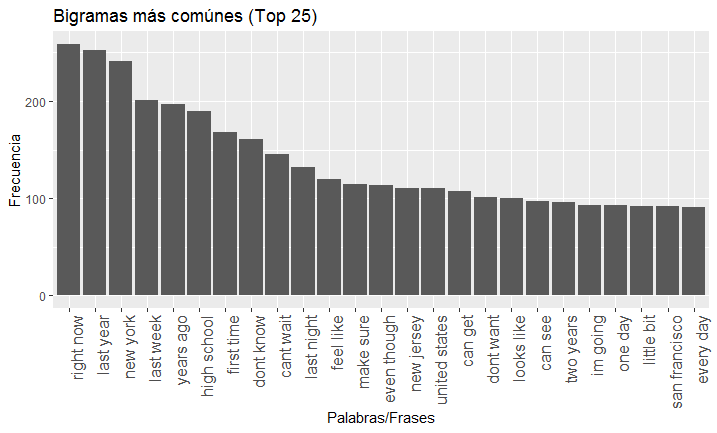 Bigramas más comúnes (Top 25)
Frecuencia
200
100
0
right now
last year
new york
last week
years ago
high school
first time
dont know
cant wait
last night
feel like
make sure
even though
new jersey
united states
can get
dont want
looks like
can see
two years
im going
one day
little bit
san francisco
every day
Palabras/Frases